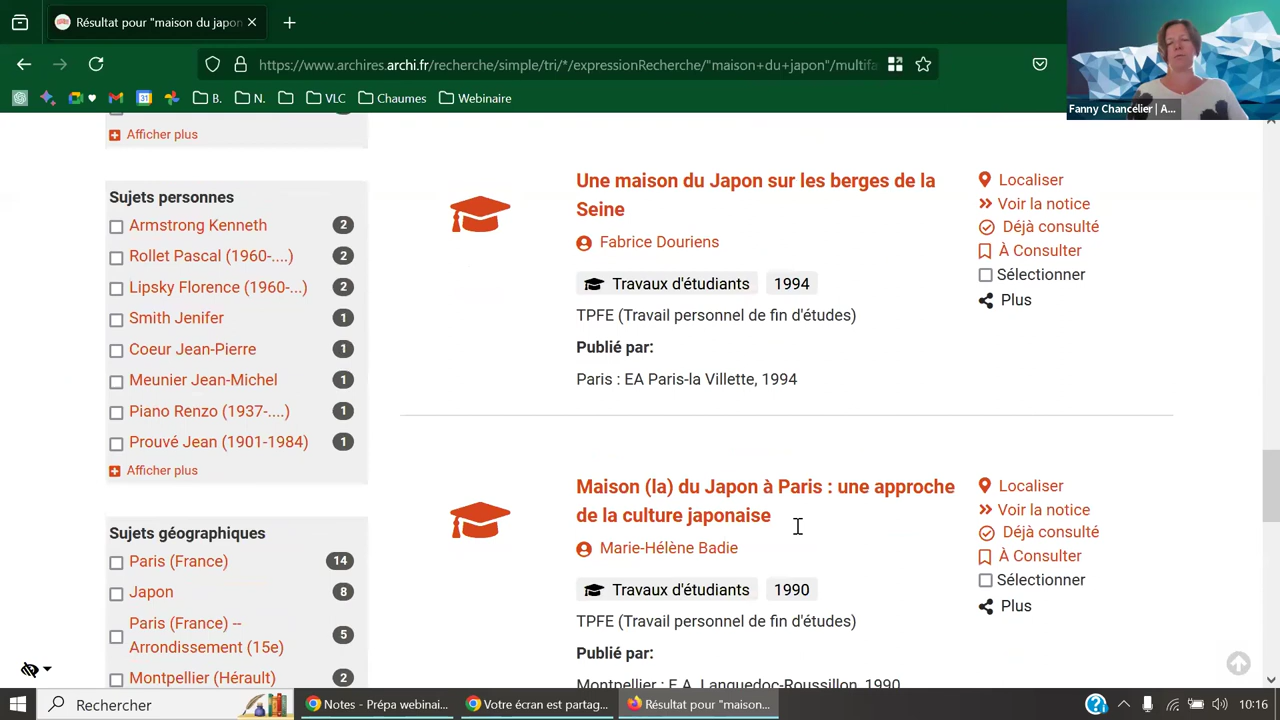 Résultat pour "maison du japon
https://www.archires.archi.fr/recherche/simple/tri/*/expressionRecherche/"maison+du+japon"/multifa
B.
N.
VLC
Chaumes
Webinaire
Fanny Chancelier | A...
Afficher plus
Sujets personnes
Armstrong Kenneth 2
Rollet Pascal (1960-....) 2
Lipsky Florence (1960-...) 2
Smith Jenifer 1
Coeur Jean-Pierre 1
Meunier Jean-Michel 1
Piano Renzo (1937-....) 1
Prouvé Jean (1901-1984) 1
Afficher plus
Sujets géographiques
Paris (France) 14
Japon 8
Paris (France) --
Arrondissement (15e) 5
Montpellier (Hérault) 2
Une maison du Japon sur les berges de la
Seine
Fabrice Douriens
Travaux d'étudiants 1994
TPFE (Travail personnel de fin d'études)
Publié par:
Paris : EA Paris-la Villette, 1994
Localiser
Voir la notice
Déjà consulté
À Consulter
Sélectionner
Plus
Maison (la) du Japon à Paris : une approche
de la culture japonaise
Marie-Hélène Badie
Travaux d'étudiants 1990
TPFE (Travail personnel de fin d'études)
Publié par:
Montpellier : E.A. Languedoc-Roussillon, 1990
Localiser
Voir la notice
Déjà consulté
À Consulter
Sélectionner
Plus
Rechercher
Notes - Prépa webinai...
Votre écran est partag...
Résultat pour "maison...
10:16